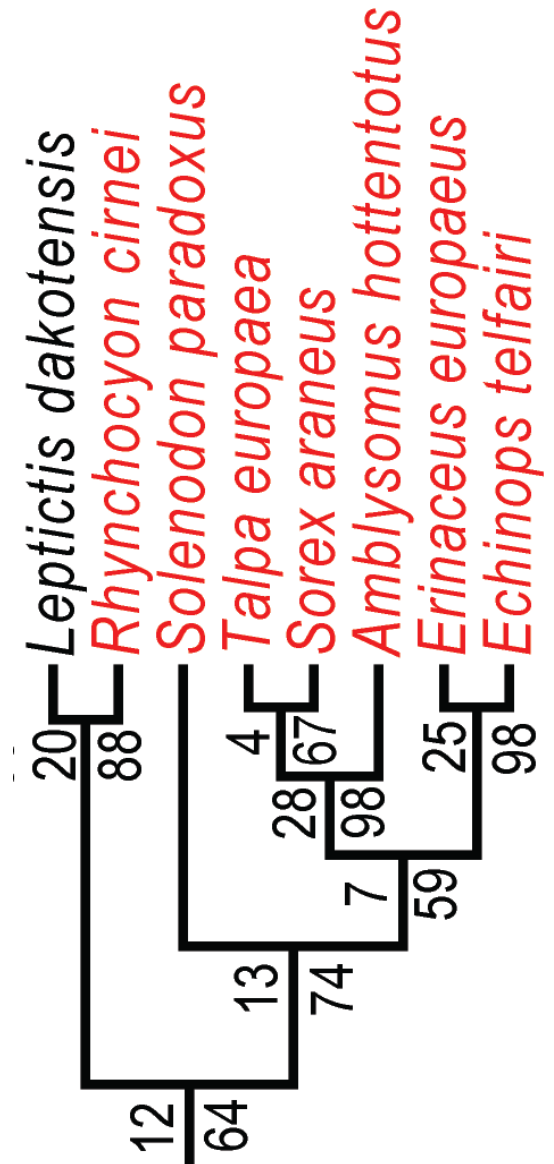 Leptictis dakotensis
Rhynchocyon cirnei
Solenodon paradoxus
Talpa europaea
Sorex araneus
Amblysomus hottentotus
Erinaceus europaeus
Echinops telfairi
20
88
4
67
28
98
25
98
7
59
13
74
12
64